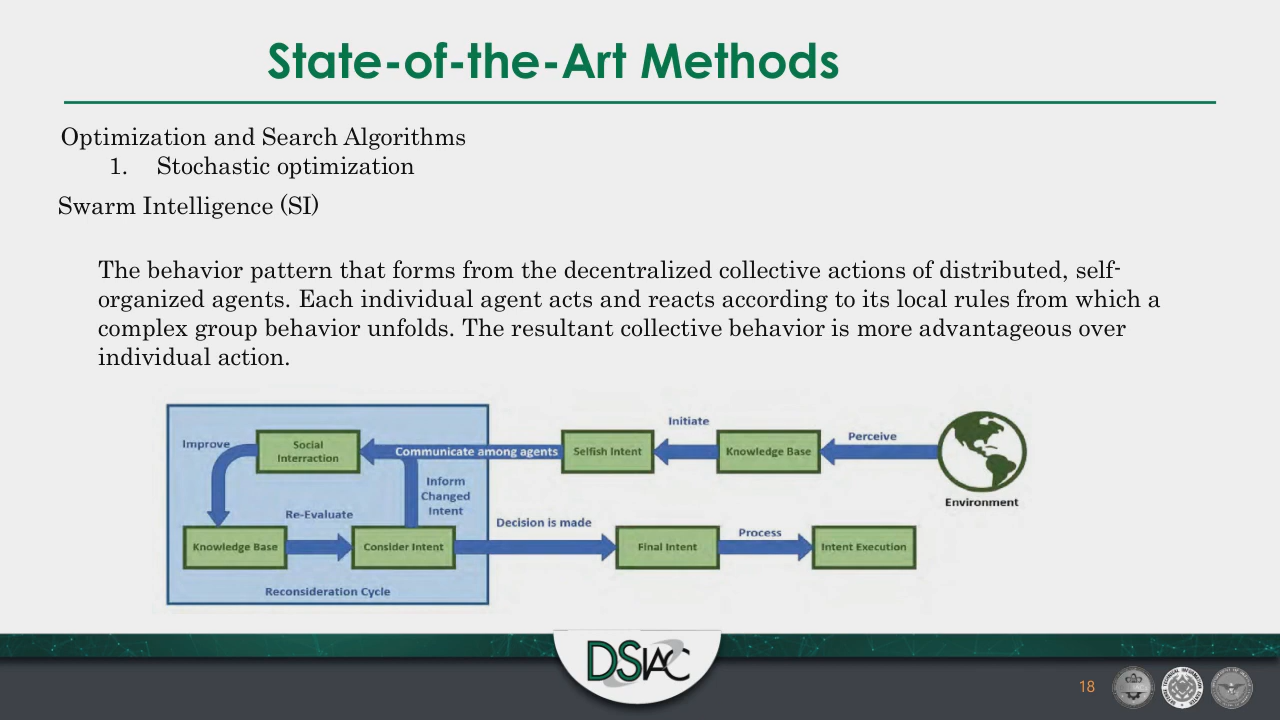 State-of-the-Art Methods
Optimization and Search Algorithms
1. Stochastic optimization
Swarm Intelligence (SI)
The behavior pattern that forms from the decentralized collective actions of distributed, self-
organized agents. Each individual agent acts and reacts according to its local rules from which a
complex group behavior unfolds. The resultant collective behavior is more advantageous over
individual action.
Improve
Social
Interraction
Communicate among agents
Selfish Intent
Initiate
Knowledge Base
Perceive
Environment
Inform
Changed
Intent
Re-Evaluate
Knowledge Base
Consider Intent
Decision is made
Final Intent
Process
Intent Execution
Reconsideration Cycle
DSIAC
18